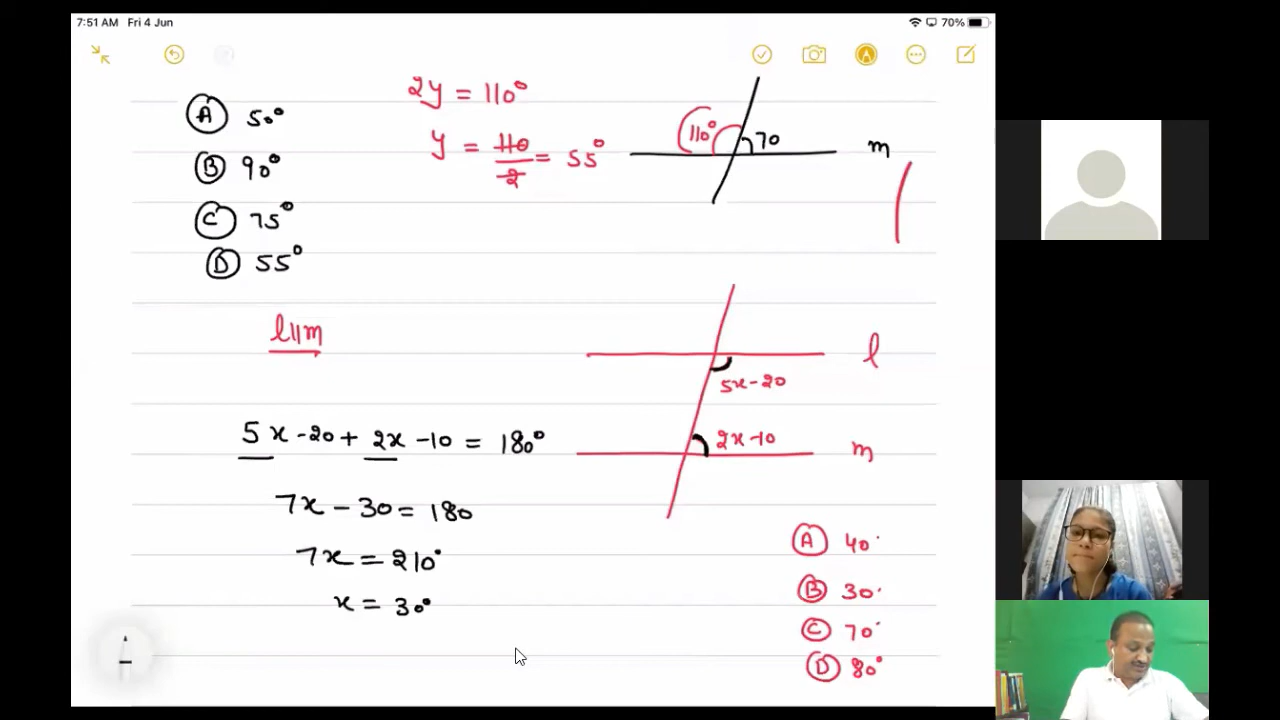 7:51 AM Fri 4 Jun
70%
2y = 110°
A 50°
y = 110/2 = 55°
B 90°
C 75°
D 55°
110° 70 m
l||m
l
5x-20
5x -20 + 2x -10 = 180°
2x-10 m
7x - 30 = 180
7x = 210°
x = 30°
A 40°
B 30°
C 70°
D 80°